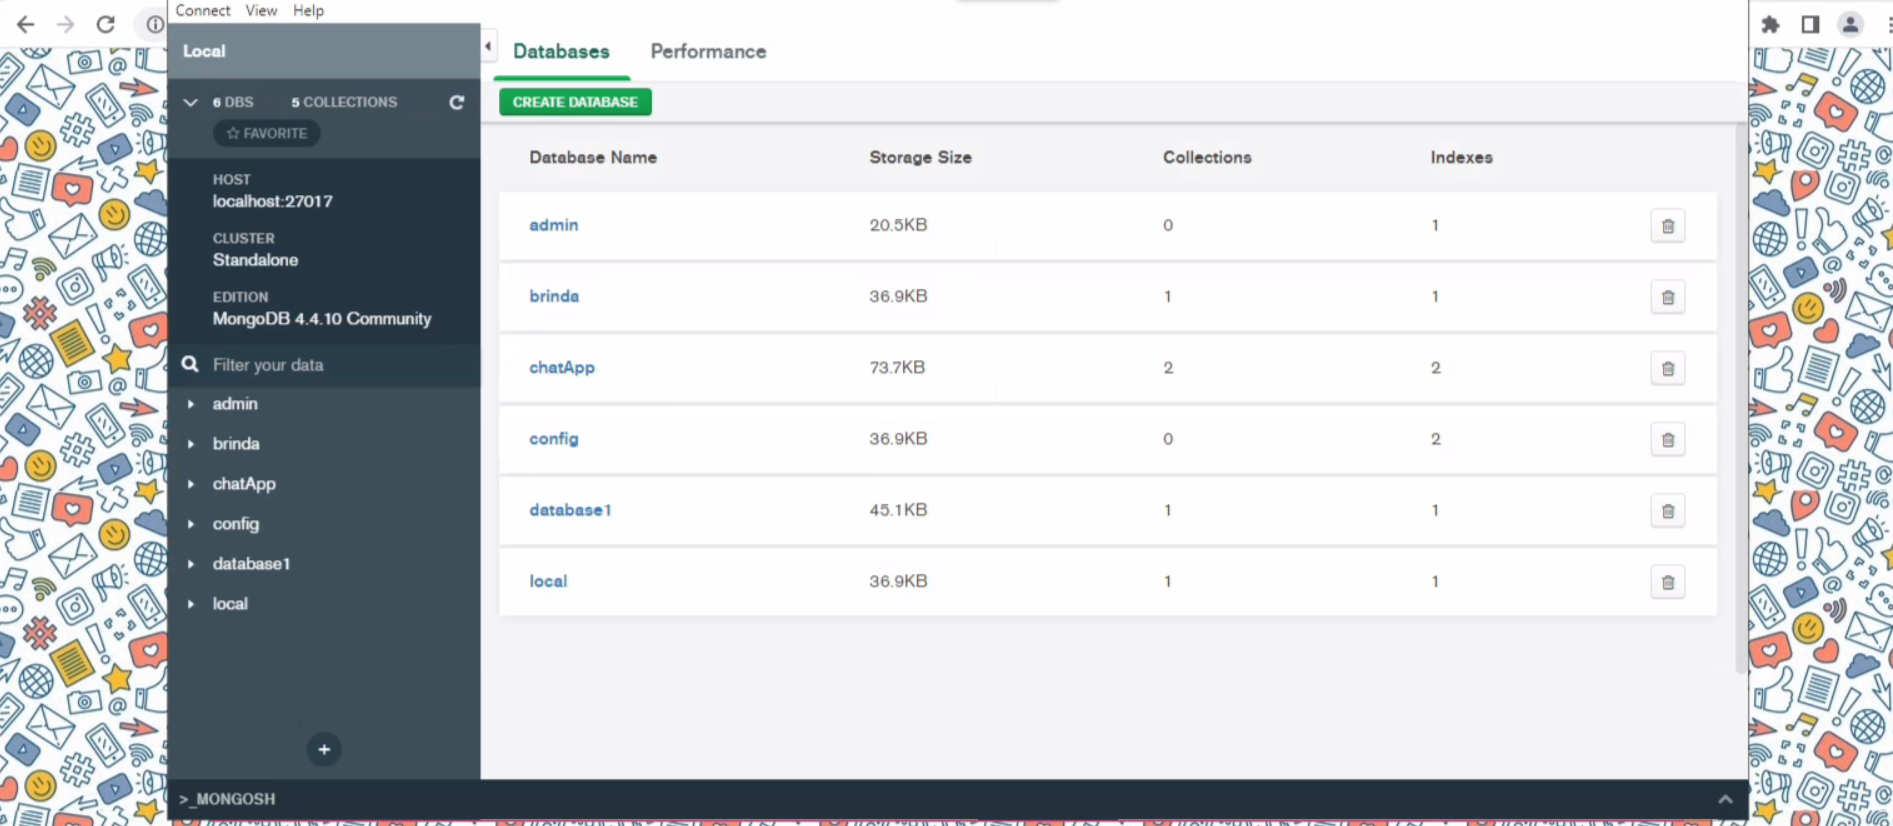 Connect View Help
Local
6 DBS 5 COLLECTIONS
FAVORITE
HOST
localhost:27017
CLUSTER
Standalone
EDITION
MongoDB 4.4.10 Community
Filter your data
admin
brinda
chatApp
config
database1
local
>_MONGOSH
Databases Performance
CREATE DATABASE
Database Name Storage Size Collections Indexes
admin 20.5KB 0 1
brinda 36.9KB 1 1
chatApp 73.7KB 2 2
config 36.9KB 0 2
database1 45.1KB 1 1
local 36.9KB 1 1